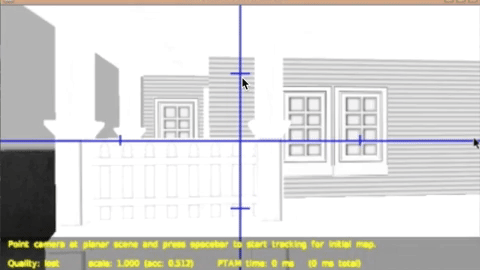 Point camera at planar scene and press spacebar to start tracking for initial map.
Quality: lost scale: 1.000 (acc: 0.512) PTAM time: 0 ms (0 ms total)